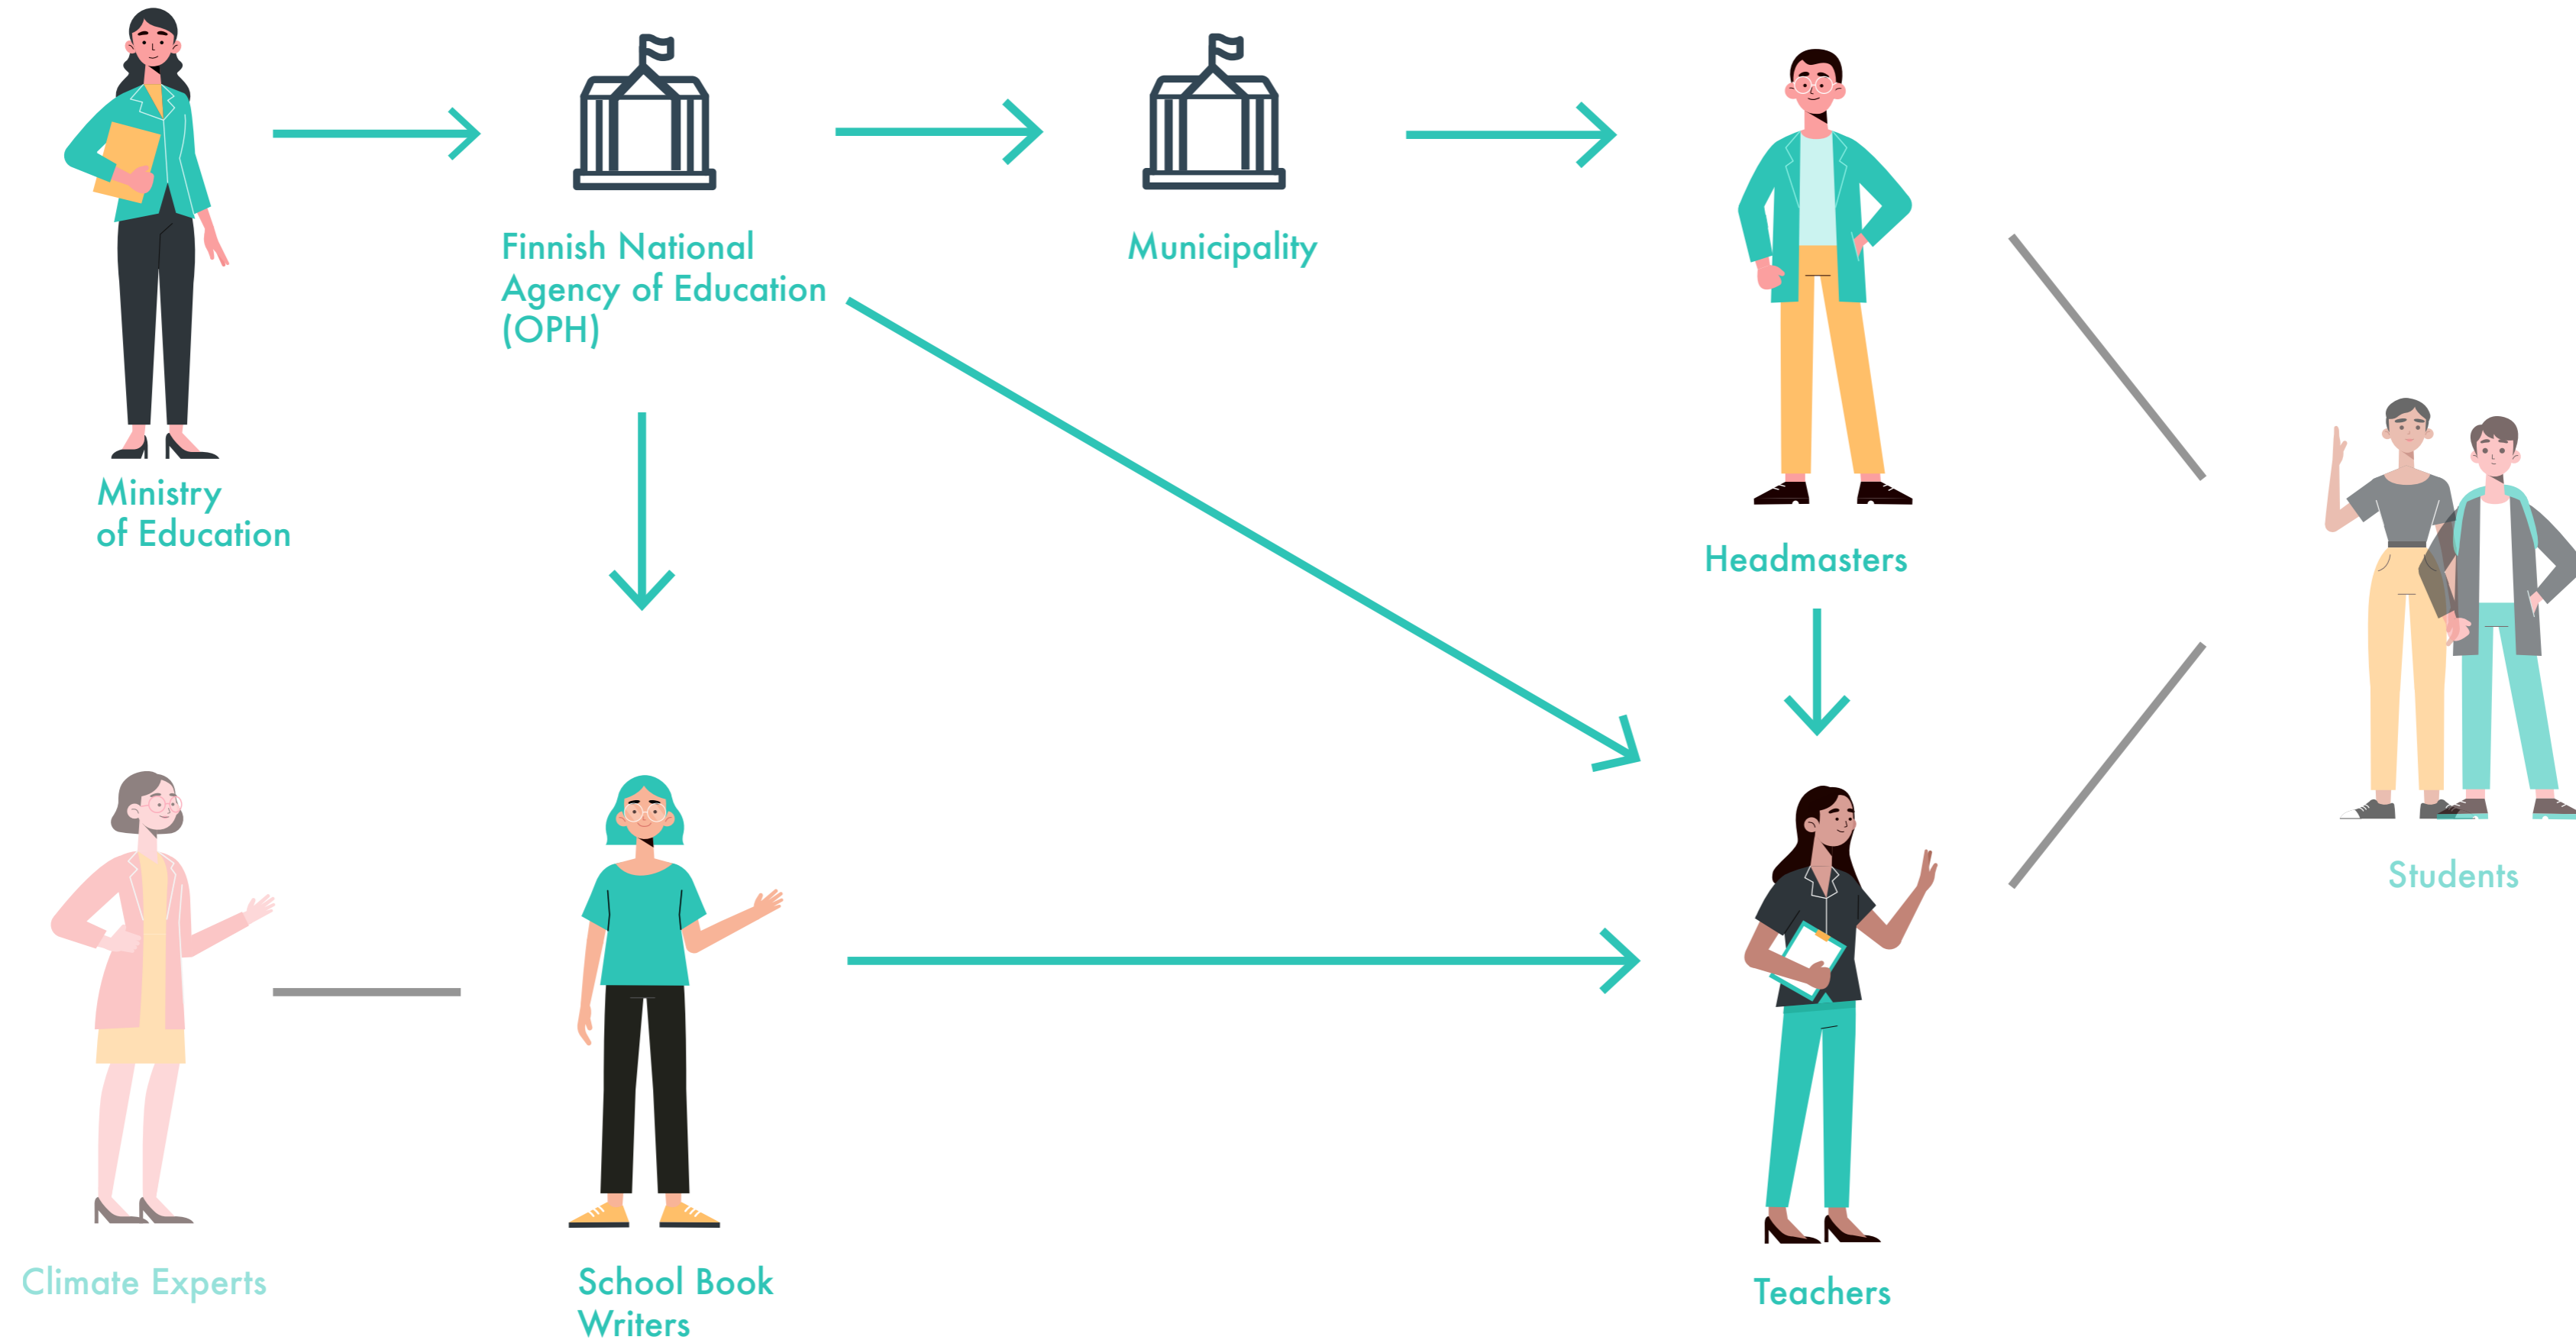 Finnish National
Agency of Education
(OPH)
Municipality
Ministry
of Education
Headmasters
Students
Climate Experts
School Book
Writers
Teachers